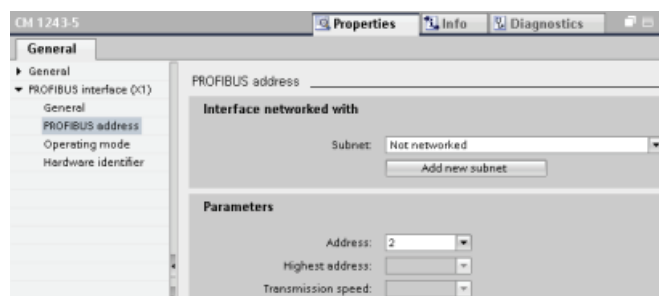 CM 1243-5
Properties
Info
Diagnostics
General
General
PROFIBUS interface (X1)
General
PROFIBUS address
Operating mode
Hardware identifier
PROFIBUS address
Interface networked with
Subnet: Not networked
Add new subnet
Parameters
Address: 2
Highest address:
Transmission speed: